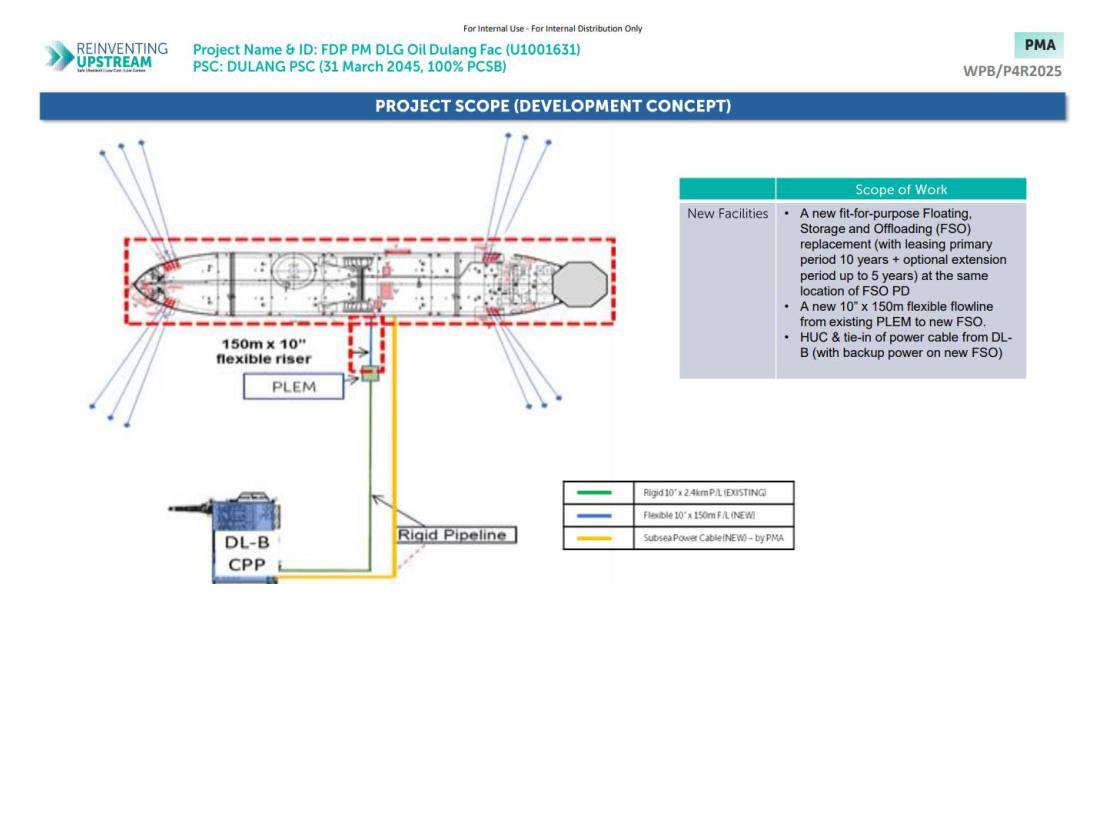 For Internal Use - For Internal Distribution Only
REINVENTING
UPSTREAM
Safe | Resilient | Low Cost | Low Carbon
Project Name & ID: FDP PM DLG Oil Dulang Fac (U1001631)
PSC: DULANG PSC (31 March 2045, 100% PCSB)
PMA
WPB/P4R2025
PROJECT SCOPE (DEVELOPMENT CONCEPT)
150m x 10"
flexible riser
PLEM
DL-B
CPP
Rigid Pipeline
Scope of Work
New Facilities
• A new fit-for-purpose Floating,
Storage and Offloading (FSO)
replacement (with leasing primary
period 10 years + optional extension
period up to 5 years) at the same
location of FSO PD
• A new 10” x 150m flexible flowline
from existing PLEM to new FSO.
• HUC & tie-in of power cable from DL-
B (with backup power on new FSO)
Rigid 10" x 2.4km P/L (EXISTING)
Flexible 10" x 150m F/L (NEW)
Subsea Power Cable (NEW) – by PMA